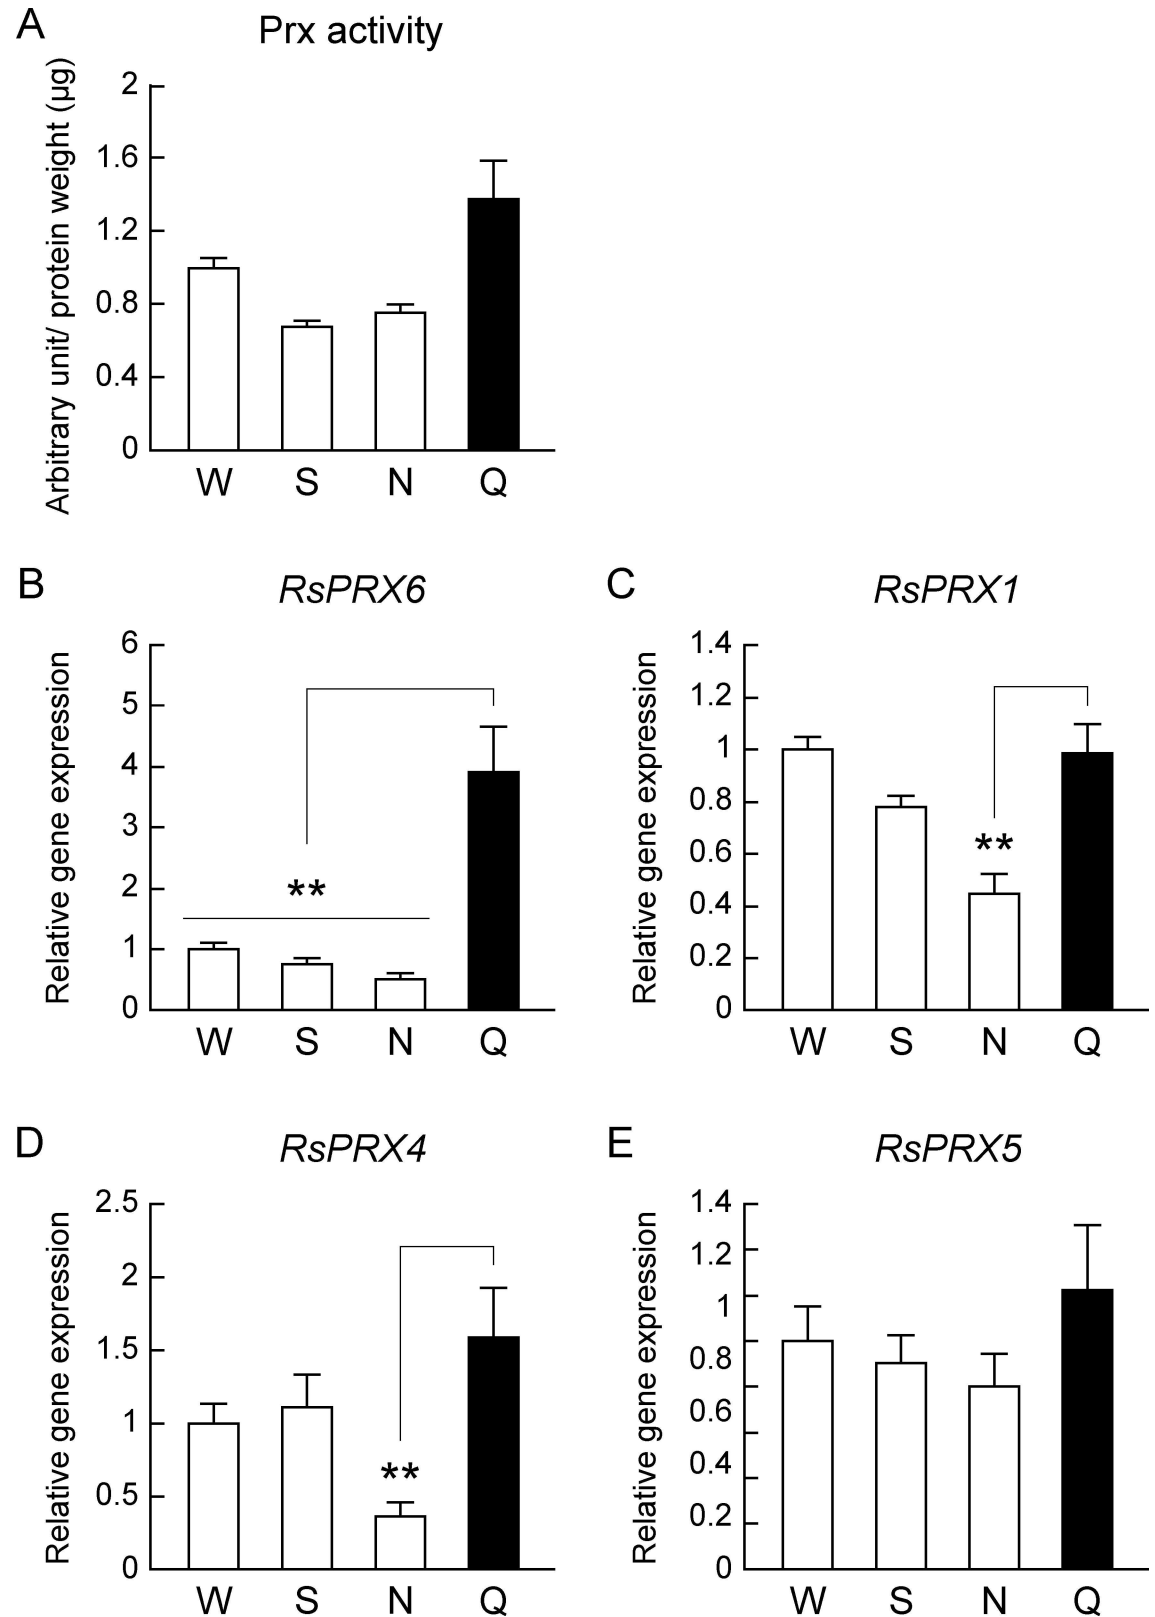 A
Prx activity
Arbitrary unit/ protein weight (µg)
2
1.6
1.2
0.8
0.4
0
W S N Q
B
RsPRX6
Relative gene expression
6
5
4
3
2
1
0
**
W S N Q
C
RsPRX1
Relative gene expression
1.4
1.2
1
0.8
0.6
0.4
0.2
0
**
W S N Q
D
RsPRX4
Relative gene expression
2.5
2
1.5
1
0.5
0
**
W S N Q
E
RsPRX5
Relative gene expression
1.4
1.2
1
0.8
0.6
0.4
0.2
0
W S N Q